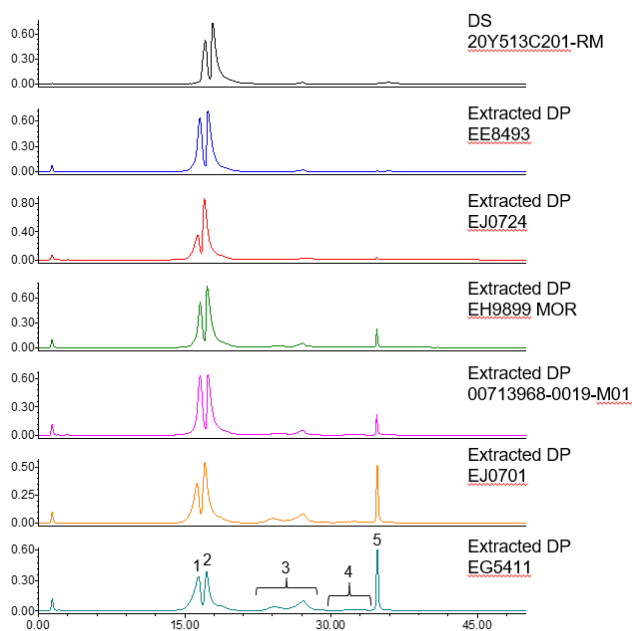 DS
20Y513C201-RM
0.60
0.30
0.00
Extracted DP
EE8493
0.60
0.30
0.00
Extracted DP
EJ0724
0.80
0.40
0.00
Extracted DP
EH9899 MOR
0.60
0.30
0.00
Extracted DP
00713968-0019-M01
0.60
0.30
0.00
Extracted DP
EJ0701
0.50
0.25
0.00
Extracted DP
EG5411
0.60
0.30
0.00
1 2 3 4 5
0.00 15.00 30.00 45.00